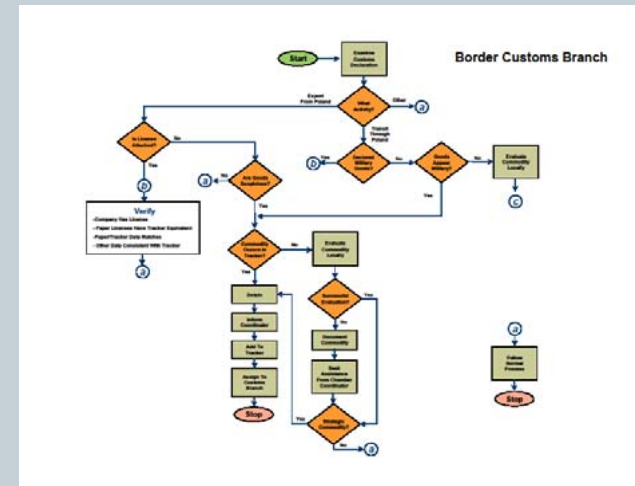 Border Customs Branch
Start
Examine
Customs
Declaration
What
Activity?
Export
From Poland
Other
a
Transit
Through
Poland
Is License
Attached?
No
Yes
b
Verify
-Company Has License
- Paper Licenses Have Tracker Equivalent
-Paper/Tracker Data Matches
- Other Data Consistent With Tracker
a
Are Goods
Suspicious?
No
a
Yes
Declared
Military
Goods?
Yes
b
No
Goods
Appear
Military?
No
Yes
Evaluate
Commodity
Locally
c
Commodity
Occurs in
Tracker?
No
Yes
Evaluate
Commodity
Locally
Successful
Evaluation?
Yes
No
Document
Commodity
Seek
Assistance
From Chamber
Coordinator
Strategic
Commodity?
Yes
No
a
Detain
Inform
Coordinator
Add To
Tracker
Assign To
Customs
Branch
Stop
a
Follow
Normal
Process
Stop